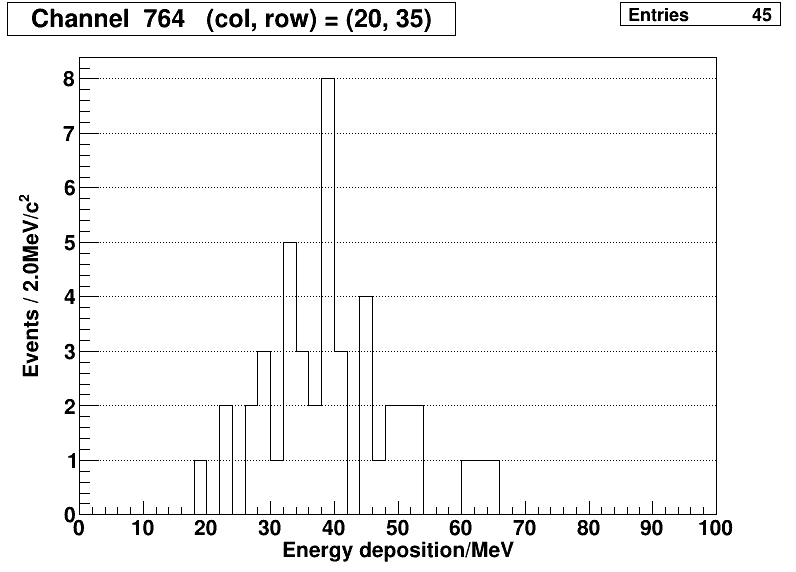 Channel 764 (col, row) = (20, 35)
Entries 45
Events / 2.0MeV/c²
8
7
6
5
4
3
2
1
0
0 10 20 30 40 50 60 70 80 90 100
Energy deposition/MeV